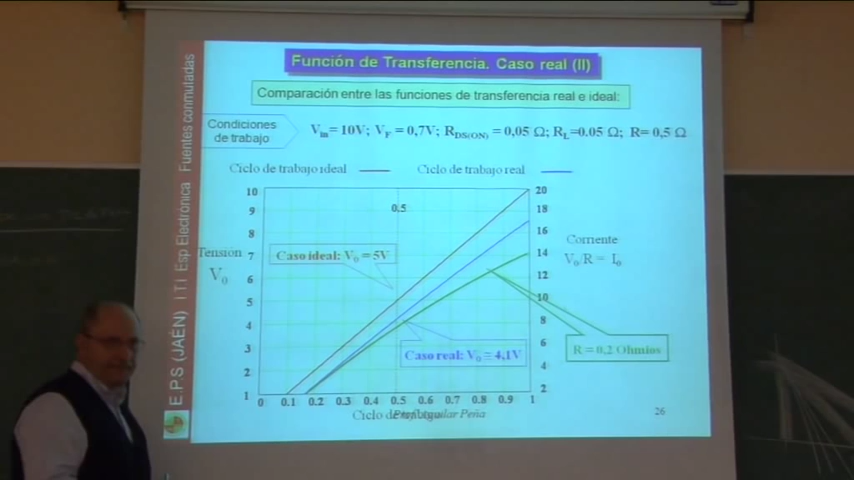 Función de Transferencia. Caso real (II)
Comparación entre las funciones de transferencia real e ideal:
Condiciones
de trabajo
Vin= 10V; VF = 0,7V; RDS(ON) = 0,05 Ω; RL=0.05 Ω; R= 0,5 Ω
Ciclo de trabajo ideal
Ciclo de trabajo real
10
9
8
7
6
5
4
3
2
1
0.5
20
18
16
14
12
10
8
6
4
2
Tensión
V0
Caso ideal: V0 = 5V
Corriente
V0/R = I0
Caso real: V0 = 4,1V
R = 0,2 Ohmios
0 0.1 0.2 0.3 0.4 0.5 0.6 0.7 0.8 0.9 1
Ciclo de
Aguilar Peña
26
E P S (JAÉN) I T I Esp Electrónica Fuentes conmutadas